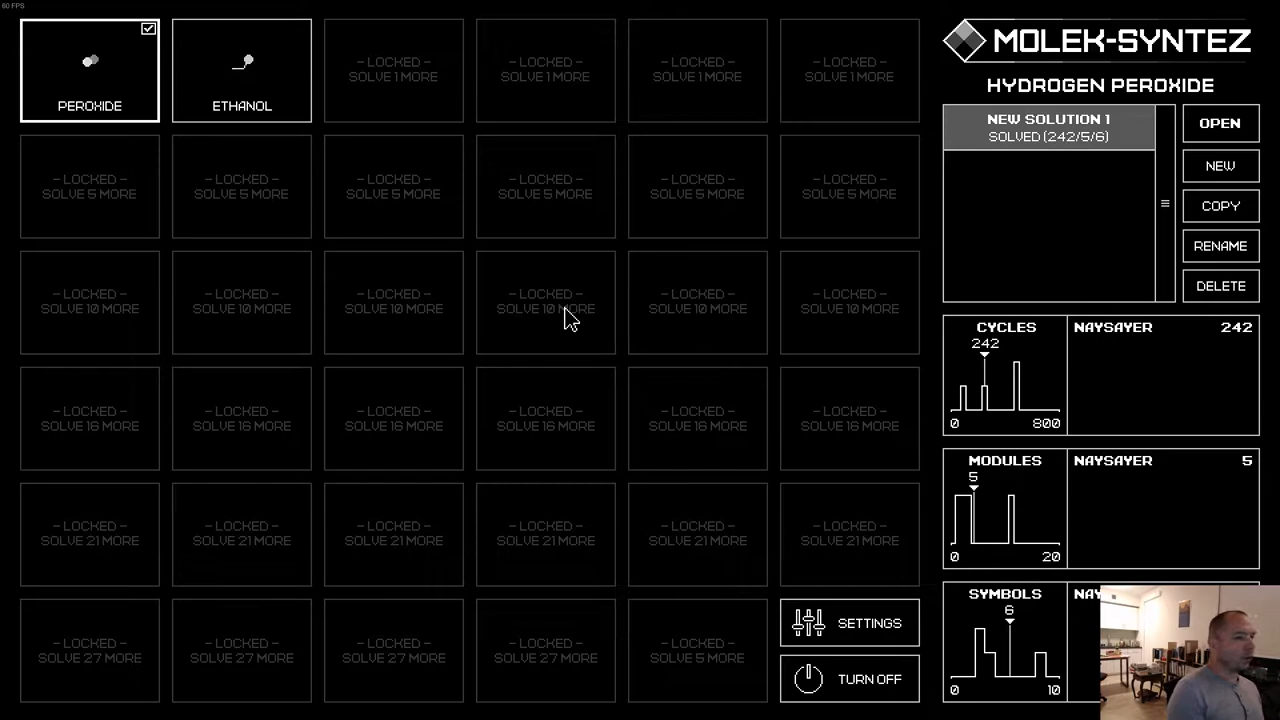 60 FPS
PEROXIDE
ETHANOL
- LOCKED -
SOLVE 1 MORE
- LOCKED -
SOLVE 1 MORE
- LOCKED -
SOLVE 1 MORE
- LOCKED -
SOLVE 1 MORE
- LOCKED -
SOLVE 5 MORE
- LOCKED -
SOLVE 5 MORE
- LOCKED -
SOLVE 5 MORE
- LOCKED -
SOLVE 5 MORE
- LOCKED -
SOLVE 5 MORE
- LOCKED -
SOLVE 5 MORE
- LOCKED -
SOLVE 10 MORE
- LOCKED -
SOLVE 10 MORE
- LOCKED -
SOLVE 10 MORE
- LOCKED -
SOLVE 10 MORE
- LOCKED -
SOLVE 10 MORE
- LOCKED -
SOLVE 10 MORE
- LOCKED -
SOLVE 16 MORE
- LOCKED -
SOLVE 16 MORE
- LOCKED -
SOLVE 16 MORE
- LOCKED -
SOLVE 16 MORE
- LOCKED -
SOLVE 16 MORE
- LOCKED -
SOLVE 16 MORE
- LOCKED -
SOLVE 21 MORE
- LOCKED -
SOLVE 21 MORE
- LOCKED -
SOLVE 21 MORE
- LOCKED -
SOLVE 21 MORE
- LOCKED -
SOLVE 21 MORE
- LOCKED -
SOLVE 21 MORE
- LOCKED -
SOLVE 27 MORE
- LOCKED -
SOLVE 27 MORE
- LOCKED -
SOLVE 27 MORE
- LOCKED -
SOLVE 27 MORE
- LOCKED -
SOLVE 5 MORE
SETTINGS
TURN OFF
MOLEK-SYNTEZ
HYDROGEN PEROXIDE
NEW SOLUTION 1
SOLVED (242/5/6)
OPEN
NEW
COPY
RENAME
DELETE
CYCLES
242
0 800
NAYSAYER 242
MODULES
5
0 20
NAYSAYER 5
SYMBOLS
6
0 10